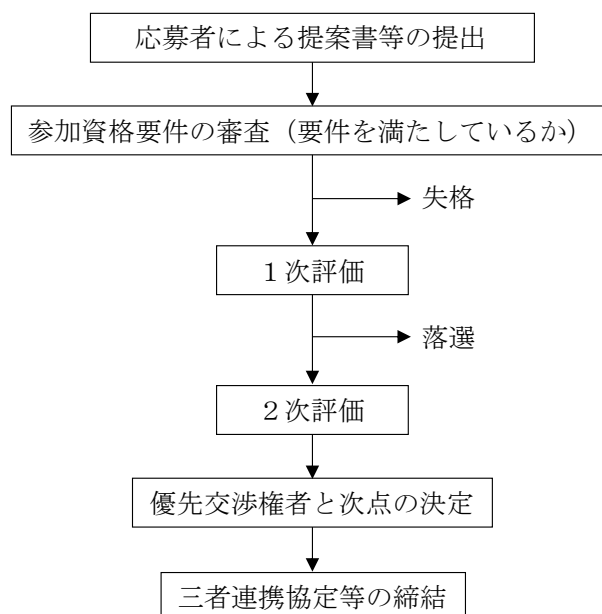 応募者による提案書等の提出
参加資格要件の審査（要件を満たしているか）
失格
１次評価
落選
２次評価
優先交渉権者と次点の決定
三者連携協定等の締結